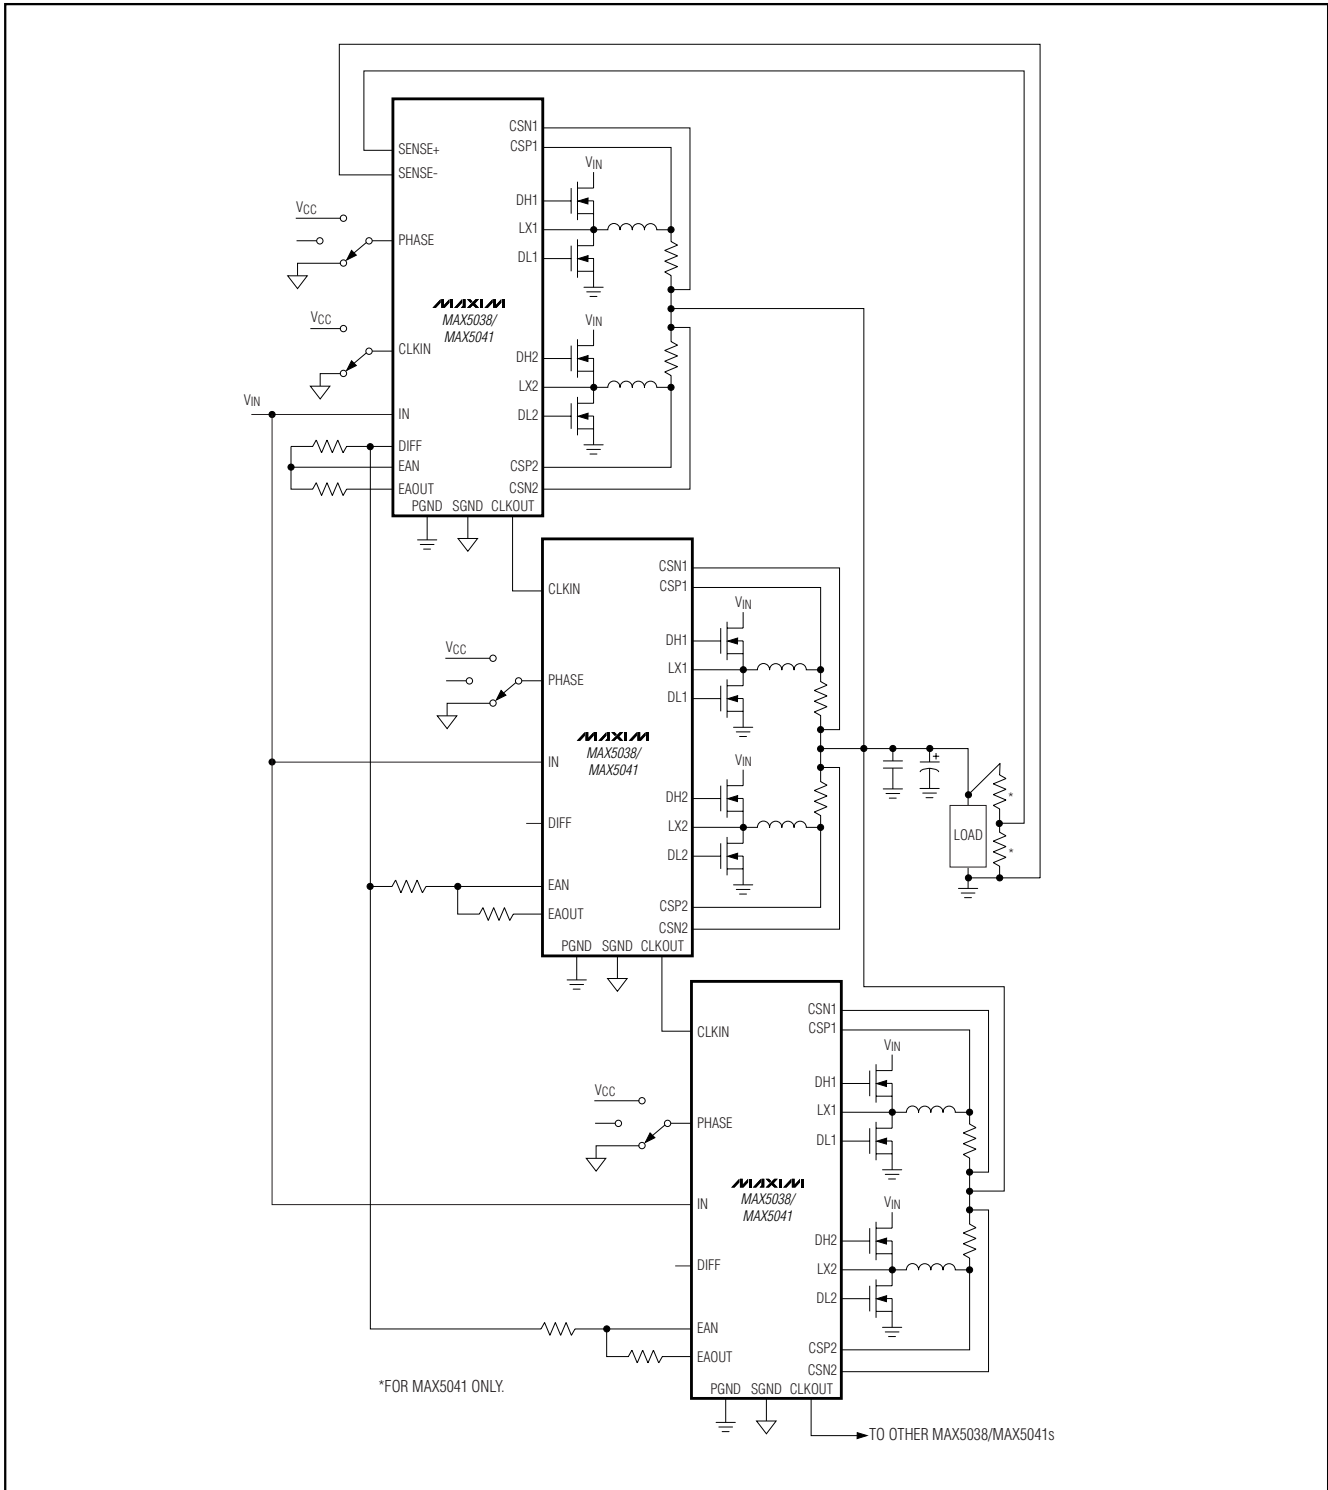 CSN1
CSP1
SENSE+
SENSE-
VIN
DH1
VCC
LX1
PHASE
DL1
MAXIM
MAX5038/
MAX5041
VCC
VIN
CLKIN
DH2
LX2
VIN
IN
DL2
DIFF
EAN
CSP2
EAOUT
CSN2
PGND SGND CLKOUT
CSN1
CLKIN
CSP1
VIN
DH1
VCC
LX1
PHASE
DL1
MAXIM
MAX5038/
MAX5041
IN
VIN
+
*
DH2
DIFF
LX2
LOAD
*
DL2
EAN
CSP2
EAOUT
CSN2
PGND SGND CLKOUT
CSN1
CLKIN
CSP1
VIN
DH1
VCC
LX1
PHASE
DL1
MAXIM
MAX5038/
MAX5041
IN
VIN
DH2
DIFF
LX2
DL2
EAN
CSP2
EAOUT
CSN2
*FOR MAX5041 ONLY.
PGND SGND CLKOUT
TO OTHER MAX5038/MAX5041s